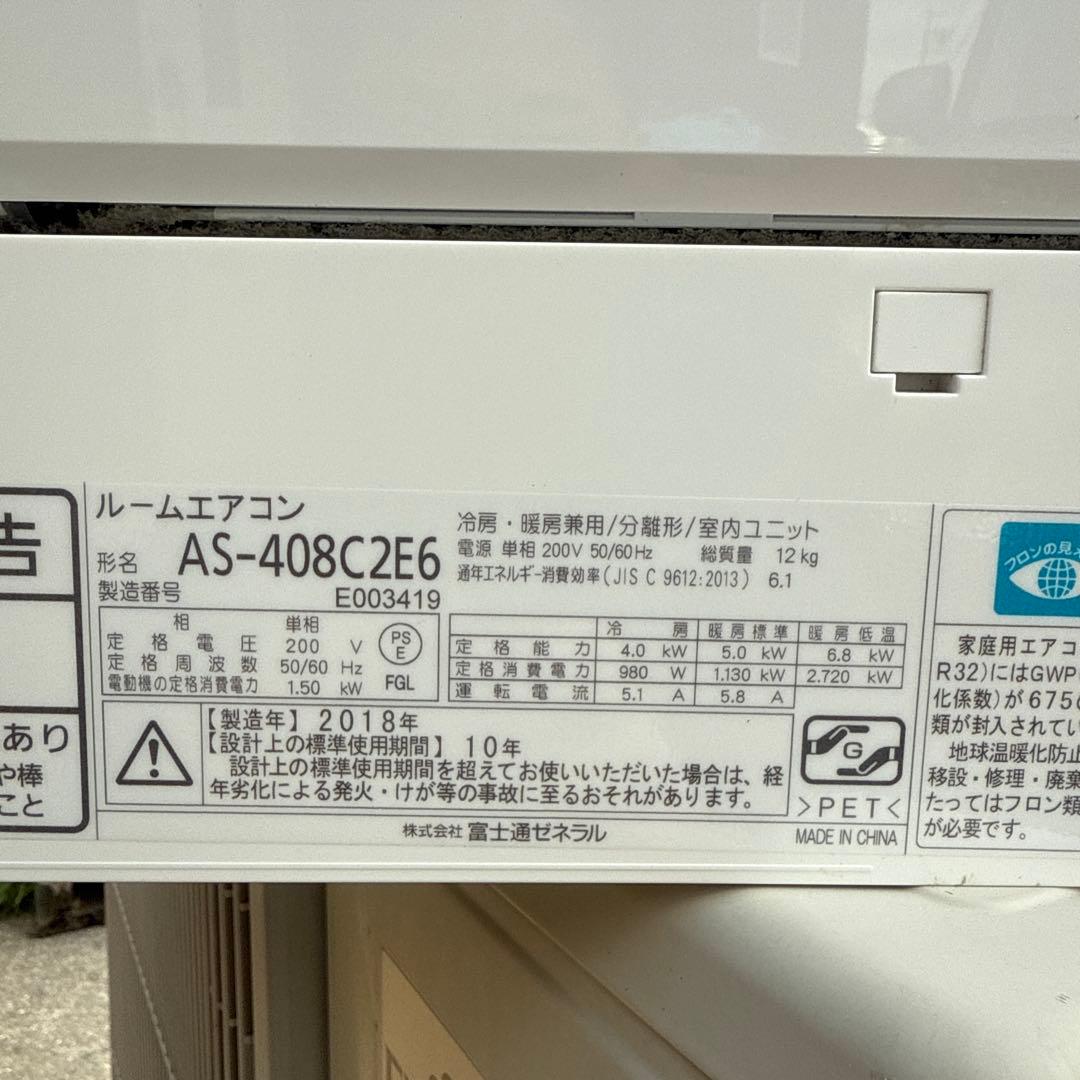 告
あり
や棒
こと
ルームエアコン
形名 AS-408C2E6
製造番号 E003419
冷房・暖房兼用/分離形/室内ユニット
電源 単相 200V 50/60Hz 総質量 12kg
通年エネルギー消費効率(JIS C 9612:2013) 6.1
相 単相
定格電圧 200 V
定格周波数 50/60 Hz
電動機の定格消費電力 1.50 kW
PS
E
FGL
冷房 暖房標準 暖房低温
定格能力 4.0 kW 5.0 kW 6.8 kW
定格消費電力 980 W 1.130 kW 2.720 kW
運転電流 5.1 A 5.8 A
【製造年】2018年
【設計上の標準使用期間】10年
設計上の標準使用期間を超えてお使いいただいた場合は、経
年劣化による発火・けが等の事故に至るおそれがあります。
G
>PET<
株式会社 富士通ゼネラル
MADE IN CHINA
フロンの見
家庭用エアコ
R32)にはGWP
化係数)が675
類が封入されてい
地球温暖化防止
移設・修理・廃棄
たってはフロン類
が必要です。